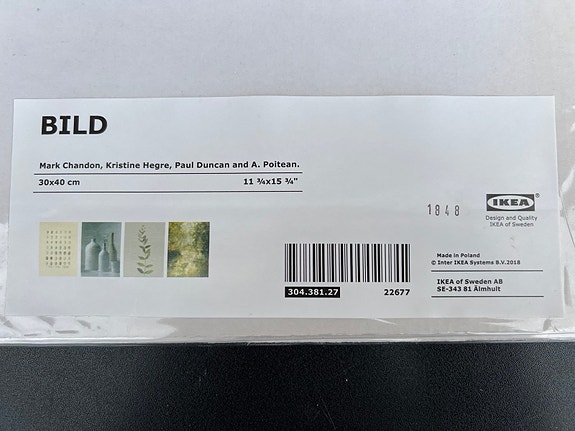 BILD
Mark Chandon, Kristine Hegre, Paul Duncan and A. Poitean.
30x40 cm 11 ¾x15 ¾"
1848
IKEA®
Design and Quality
IKEA of Sweden
Made in Poland
© Inter IKEA Systems B.V.2018
304.381.27 22677
IKEA of Sweden AB
SE-343 81 Älmhult